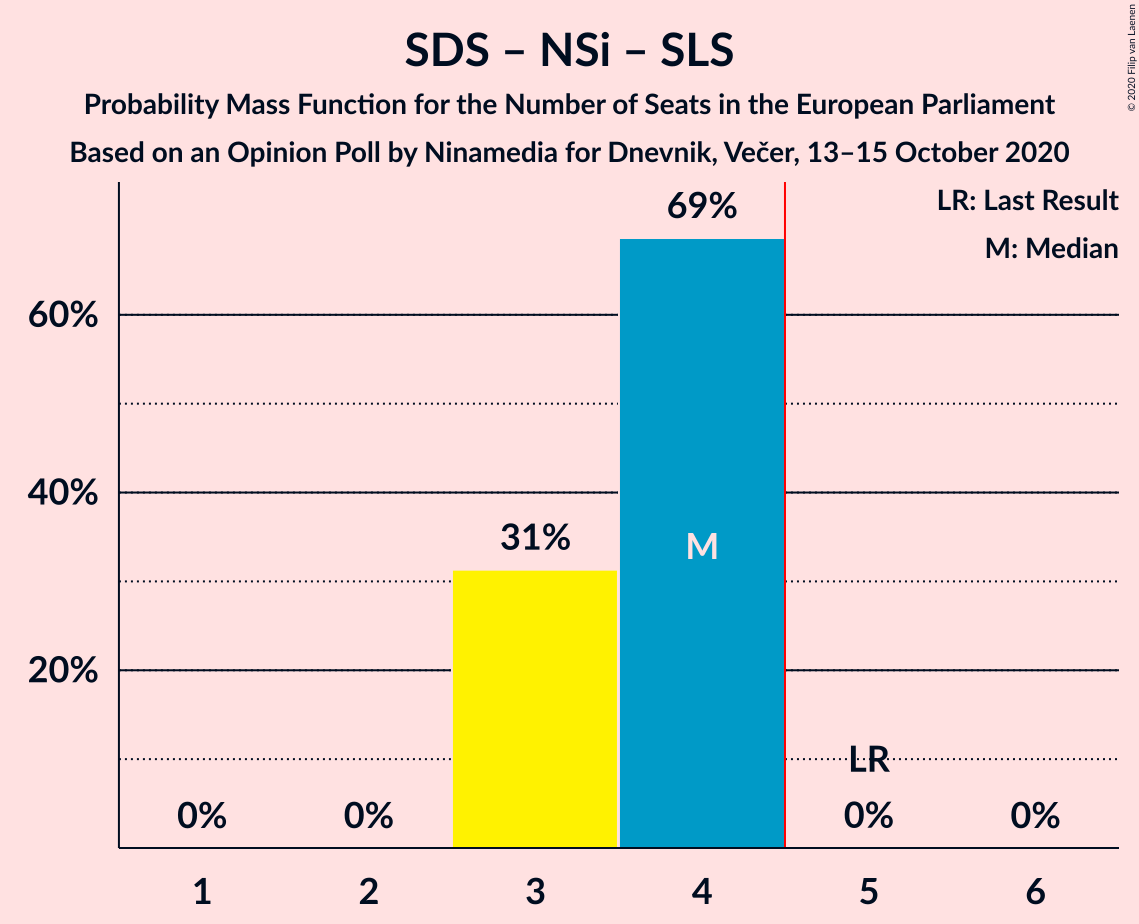 SDS – NSi – SLS
Probability Mass Function for the Number of Seats in the European Parliament
Based on an Opinion Poll by Ninamedia for Dnevnik, Večer, 13–15 October 2020
© 2020 Filip van Laenen
LR: Last Result
M: Median
69%
60%
40%
31%
M
20%
LR
0%
0%
0%
0%
1
2
3
4
5
6